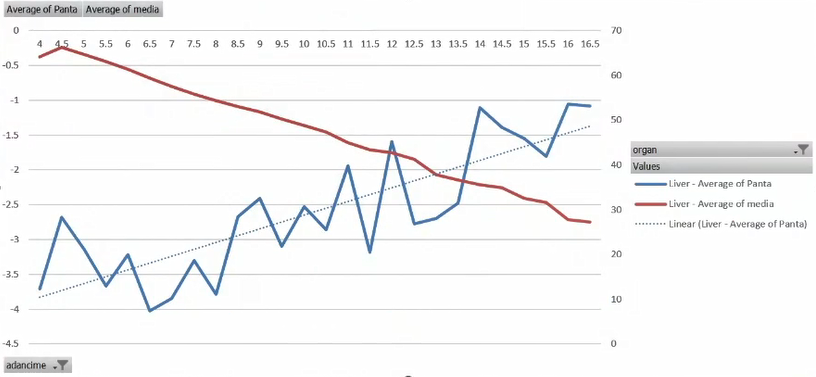 Average of Panta Average of media
0 4 4.5 5 5.5 6 6.5 7 7.5 8 8.5 9 9.5 10 10.5 11 11.5 12 12.5 13 13.5 14 14.5 15 15.5 16 16.5 70
-0.5 60
-1 50
-1.5
-2 40
-2.5 30
-3 20
-3.5
-4 10
-4.5 0
organ
Values
Liver - Average of Panta
Liver - Average of media
Linear (Liver - Average of Panta)
adancime